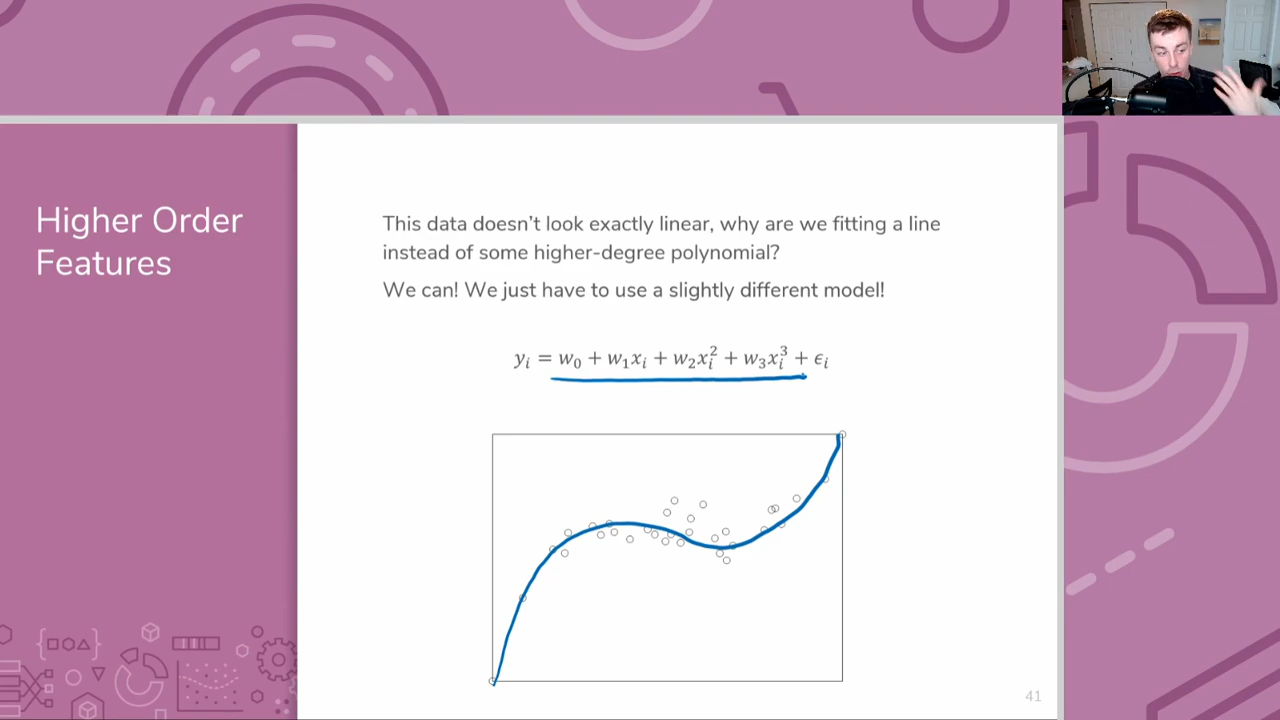 Higher Order
Features
This data doesn't look exactly linear, why are we fitting a line
instead of some higher-degree polynomial?
We can! We just have to use a slightly different model!
yᵢ = w₀ + w₁xᵢ + w₂xᵢ² + w₃xᵢ³ + ϵᵢ
41